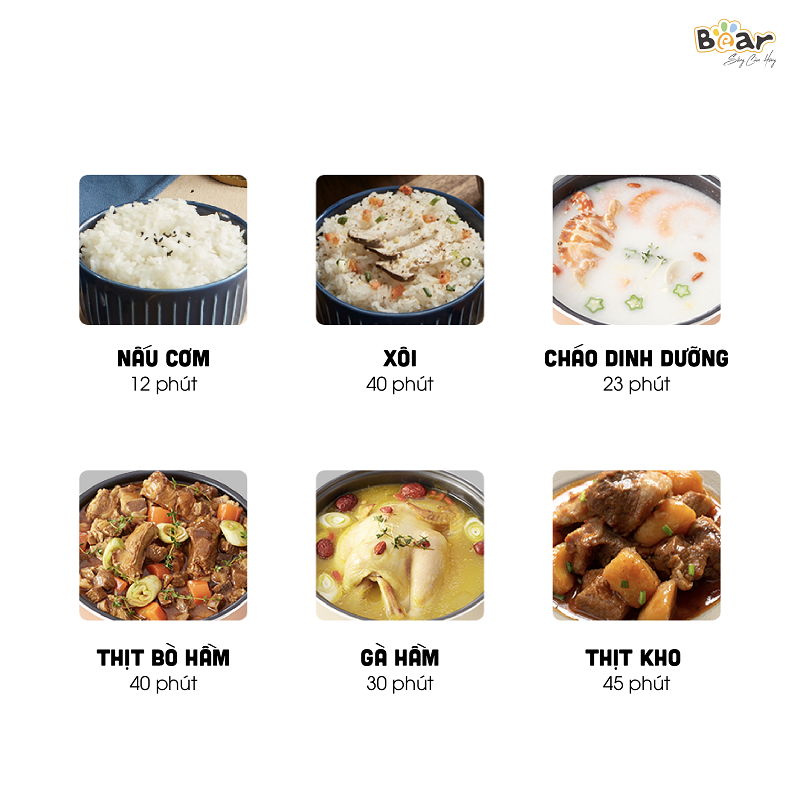 Bear
NẤU CƠM
12 phút
XÔI
40 phút
CHÁO DINH DƯỠNG
23 phút
THỊT BÒ HẦM
40 phút
GÀ HẦM
30 phút
THỊT KHO
45 phút